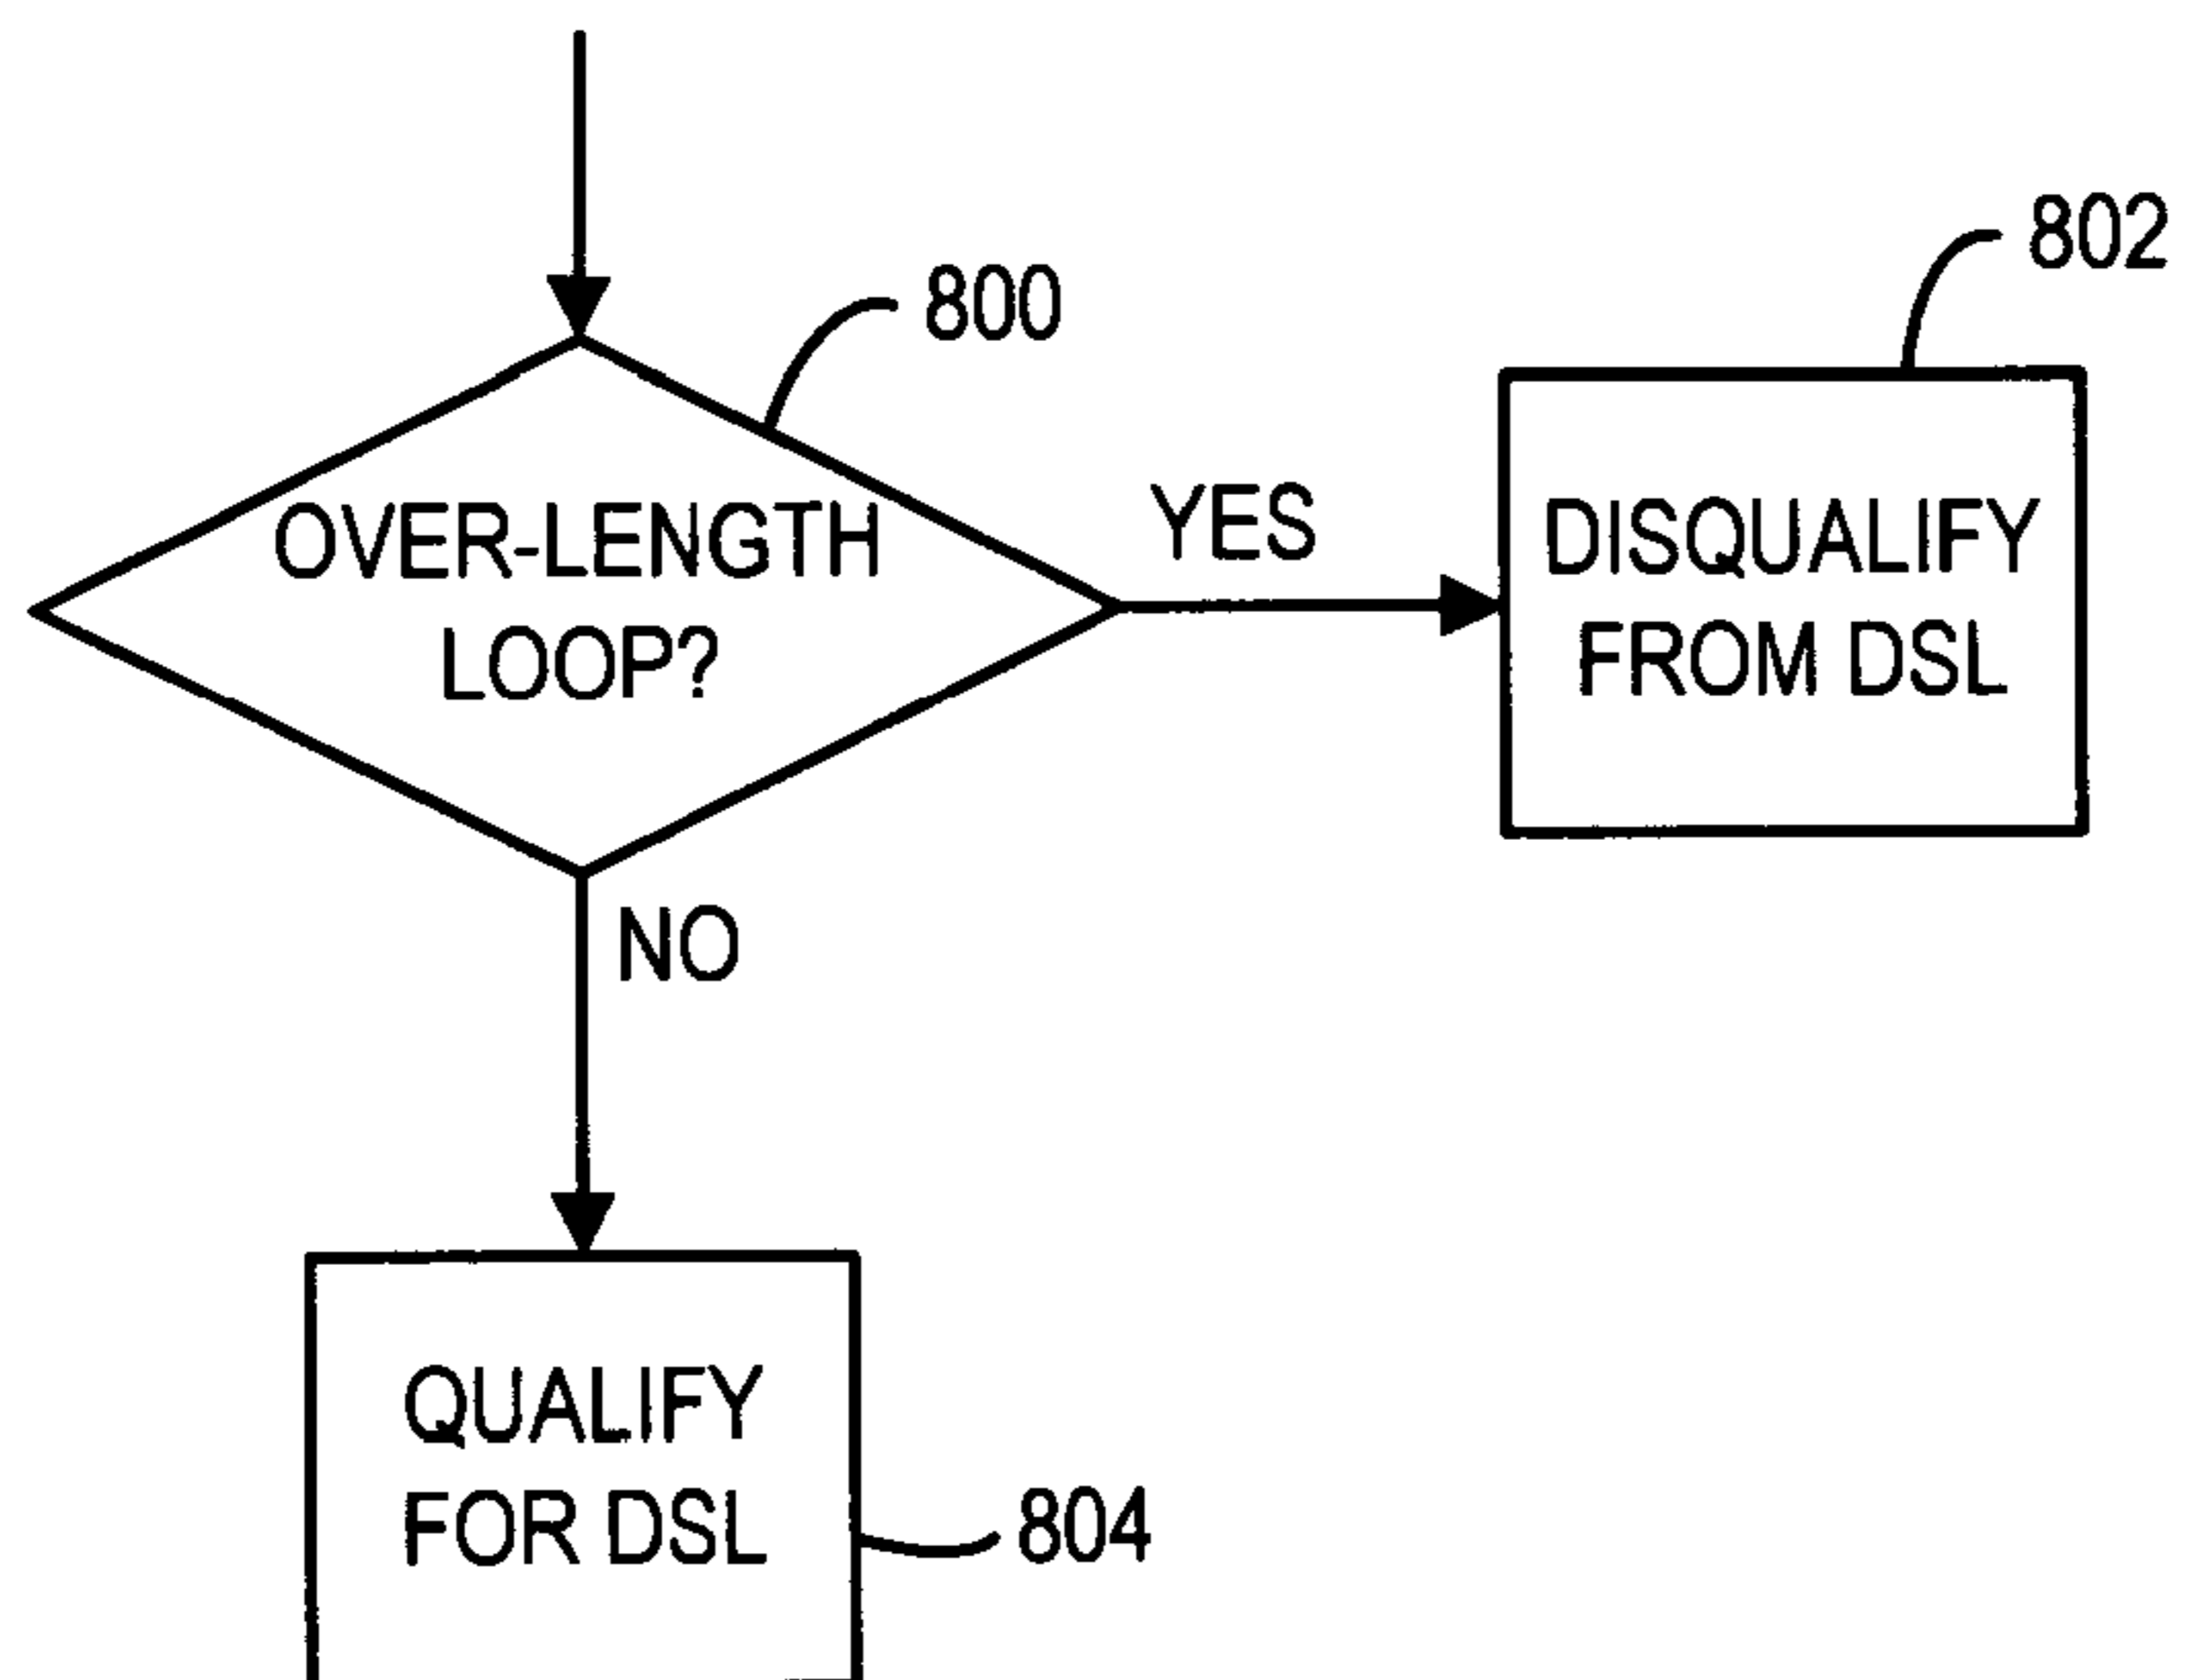 800
802
OVER-LENGTH
LOOP?
YES
DISQUALIFY
FROM DSL
NO
QUALIFY
FOR DSL
804